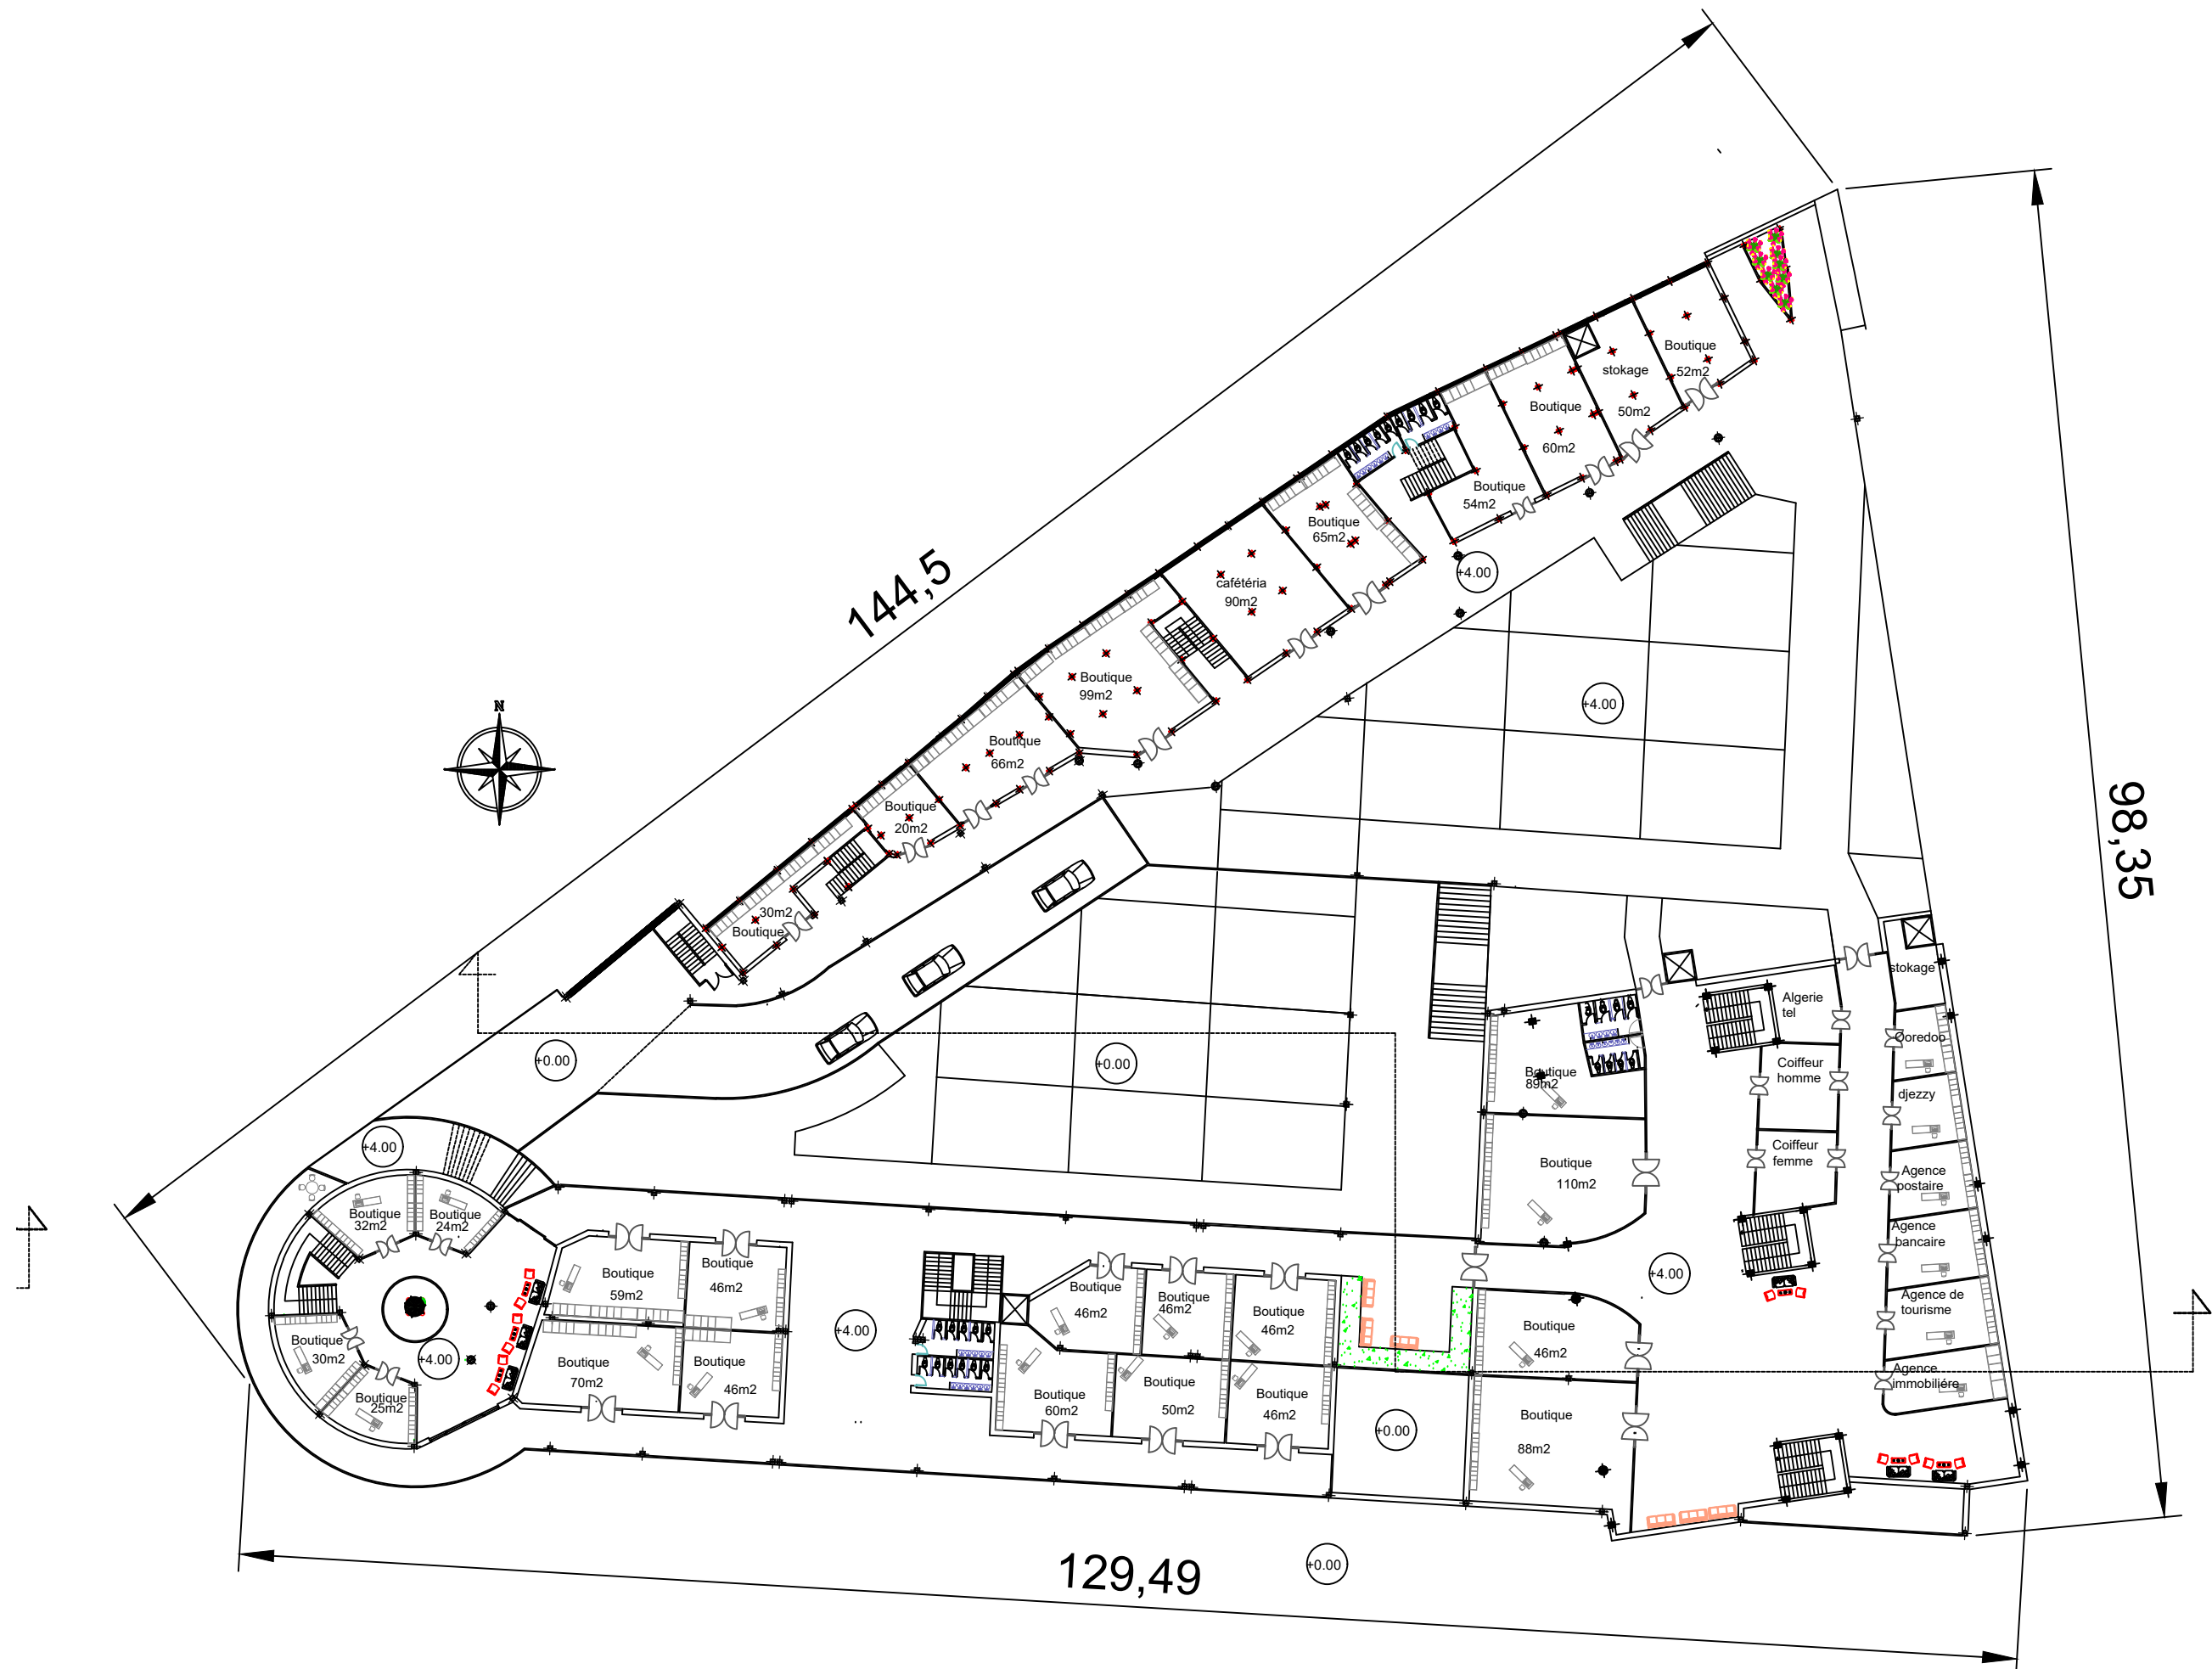 144,5
N
98,35
129,49
Boutique
52m2
stokage
50m2
Boutique
60m2
Boutique
54m2
Boutique
65m2
+4.00
cafétéria
90m2
Boutique
99m2
+4.00
Boutique
66m2
Boutique
20m2
30m2
Boutique
+0.00
+0.00
+4.00
stokage
Algerie
tel
Ooredoo
Coiffeur
homme
djezzy
Boutique
89m2
Coiffeur
femme
Agence
postaire
Boutique
110m2
Agence
bancaire
+4.00
Agence de
tourisme
Agence
immobiliére
Boutique
32m2
Boutique
24m2
Boutique
30m2
+4.00
Boutique
25m2
Boutique
59m2
Boutique
46m2
Boutique
70m2
Boutique
46m2
+4.00
Boutique
46m2
Boutique
46m2
Boutique
46m2
Boutique
60m2
Boutique
50m2
Boutique
46m2
+0.00
Boutique
46m2
Boutique
88m2
+0.00